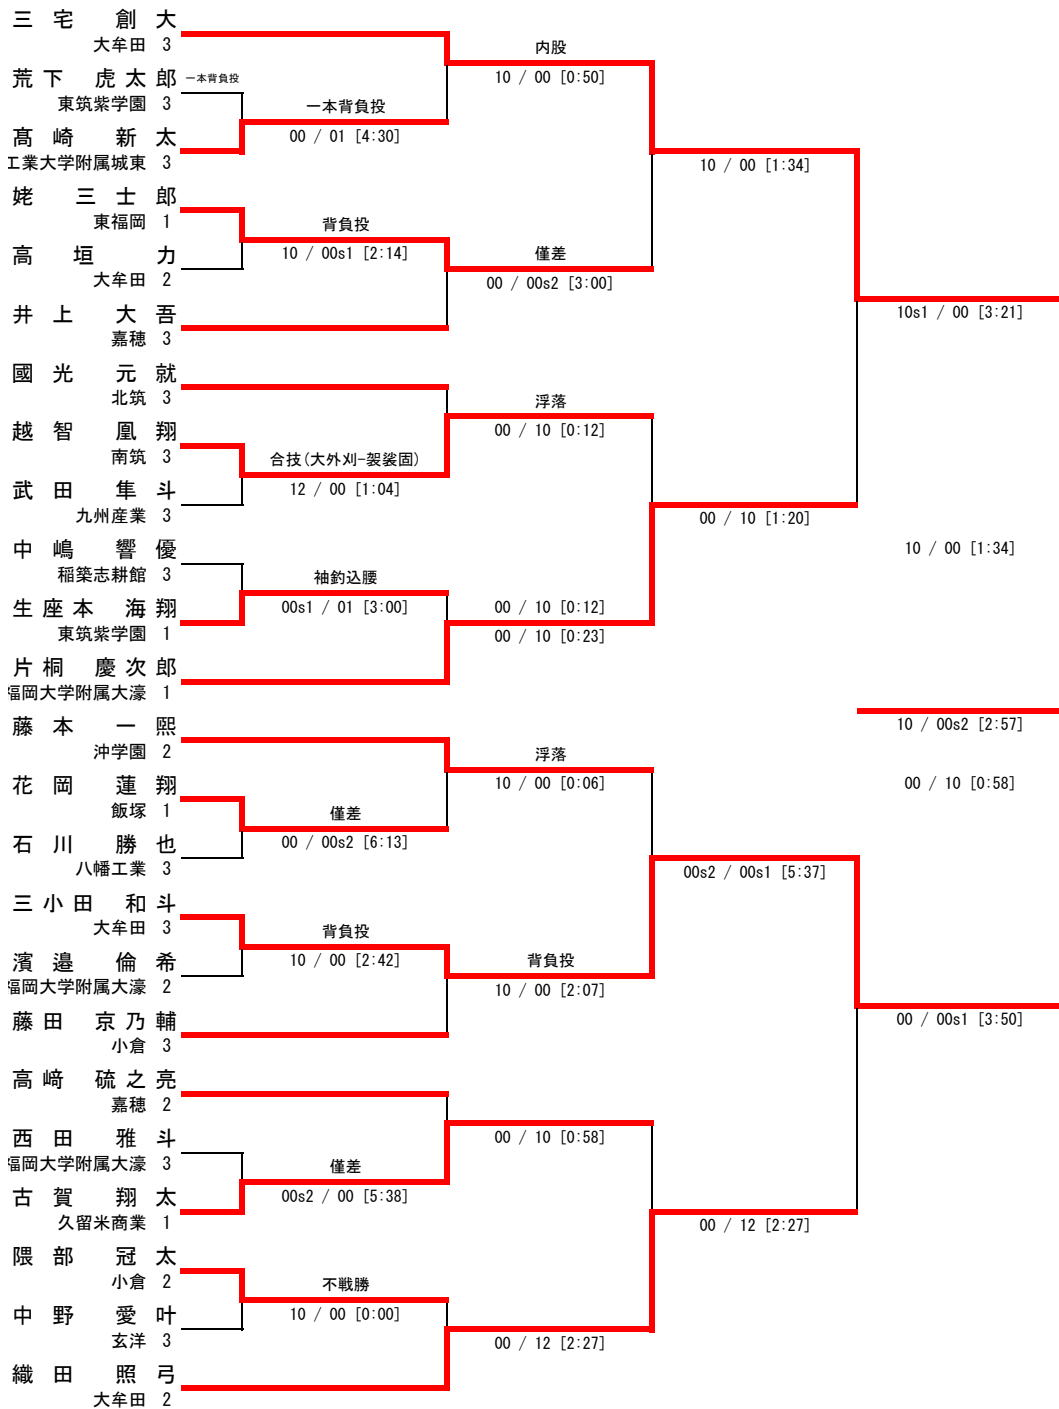 三宅 創大
大牟田 3
荒下 虎太郎
東筑紫学園 3
髙崎 新太
工業大学附属城東 3
姥 三士郎
東福岡 1
高垣 力
大牟田 2
井上 大吾
嘉穂 3
國光 元就
北筑 3
越智 凰翔
南筑 3
武田 隼斗
九州産業 3
中嶋 響優
稲築志耕館 3
生座本 海翔
東筑紫学園 1
片桐 慶次郎
福岡大学附属大濠 1
藤本 一熙
沖学園 2
花岡 蓮翔
飯塚 1
石川 勝也
八幡工業 3
三小田 和斗
大牟田 3
濱邉 倫希
福岡大学附属大濠 2
藤田 京乃輔
小倉 3
高﨑 硫之亮
嘉穂 2
西田 雅斗
福岡大学附属大濠 3
古賀 翔太
久留米商業 1
隈部 冠太
小倉 2
中野 愛叶
玄洋 3
織田 照弓
大牟田 2
一本背負投
一本背負投
00 / 01 [4:30]
背負投
10 / 00s1 [2:14]
合技(大外刈-袈裟固)
12 / 00 [1:04]
袖釣込腰
00s1 / 01 [3:00]
僅差
00 / 00s2 [6:13]
背負投
10 / 00 [2:42]
僅差
00s2 / 00 [5:38]
不戦勝
10 / 00 [0:00]
内股
10 / 00 [0:50]
僅差
00 / 00s2 [3:00]
浮落
00 / 10 [0:12]
00 / 10 [0:12]
00 / 10 [0:23]
浮落
10 / 00 [0:06]
背負投
10 / 00 [2:07]
00 / 10 [0:58]
00 / 12 [2:27]
10 / 00 [1:34]
00 / 10 [1:20]
00s2 / 00s1 [5:37]
00 / 12 [2:27]
10s1 / 00 [3:21]
10 / 00 [1:34]
10 / 00s2 [2:57]
00 / 10 [0:58]
00 / 00s1 [3:50]